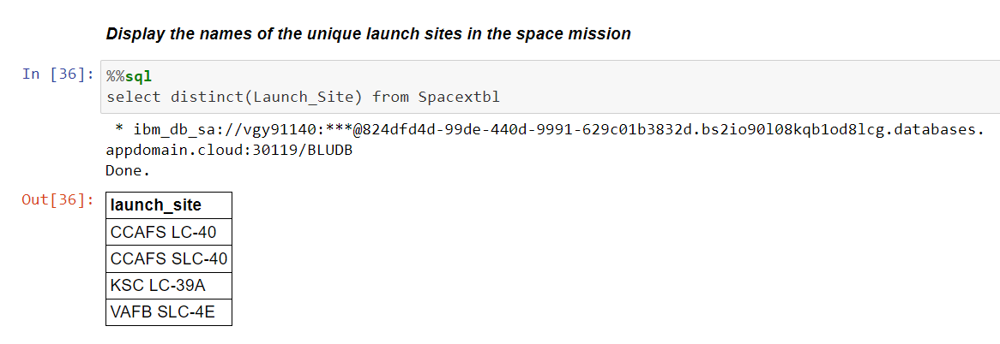 Display the names of the unique launch sites in the space mission
In [36]: %%sql
select distinct(Launch_Site) from Spacextbl
* ibm_db_sa://vgy91140:***@824dfd4d-99de-440d-9991-629c01b3832d.bs2io90l08kqb1od8lcg.databases.
appdomain.cloud:30119/BLUDB
Done.
Out[36]: launch_site
CCAFS LC-40
CCAFS SLC-40
KSC LC-39A
VAFB SLC-4E